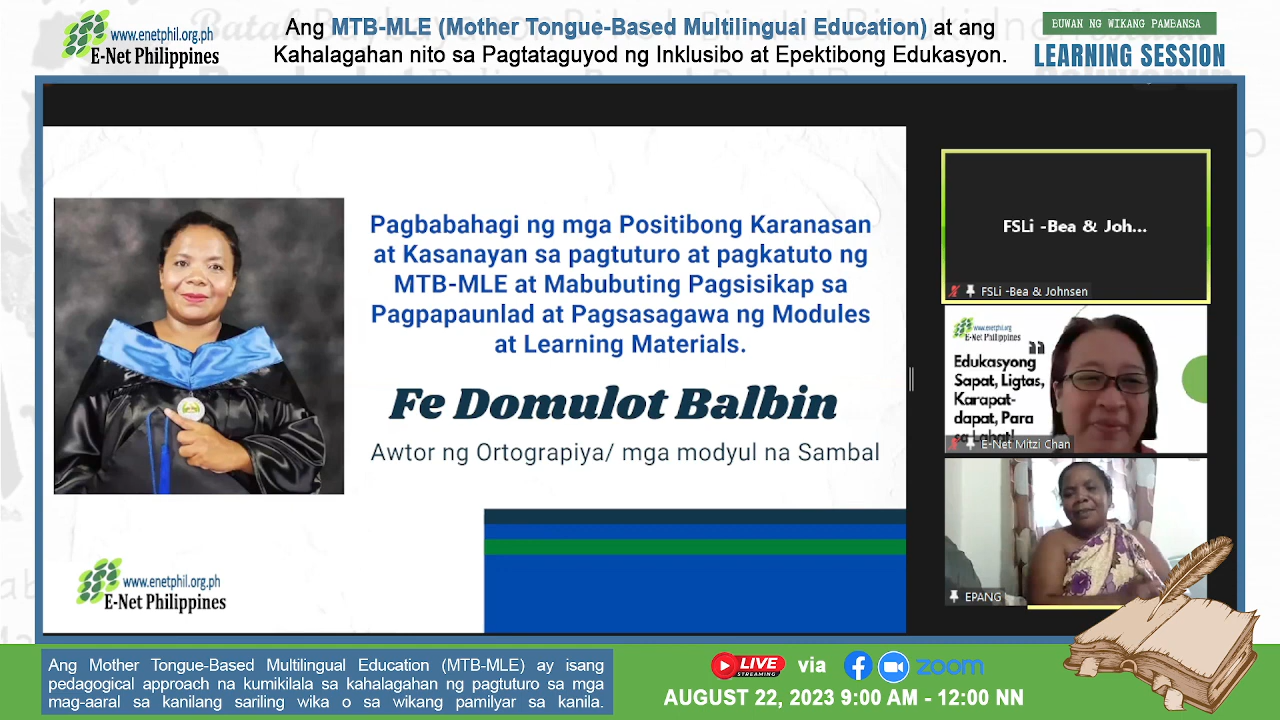 www.enetphil.org.ph
E-Net Philippines
Ang MTB-MLE (Mother Tongue-Based Multilingual Education) at ang
Kahalagahan nito sa Pagtataguyod ng Inklusibo at Epektibong Edukasyon.
BUWAN NG WIKANG PAMBANSA
LEARNING SESSION
Pagbabahagi ng mga Positibong Karanasan
at Kasanayan sa pagtuturo at pagkatuto ng
MTB-MLE at Mabubuting Pagsisikap sa
Pagpapaunlad at Pagsasagawa ng Modules
at Learning Materials.
Fe Domulot Balbin
Awtor ng Ortograpiya/ mga modyul na Sambal
www.enetphil.org.ph
E-Net Philippines
FSLi -Bea & Joh...
FSLi -Bea & Johnsen
www.enetphil.org
E-Net Philippines
Edukasyong
Sapat, Ligtas,
Karapat-
dapat, Para
sa Lahat!
E-Net Mitzi Chan
EPANG
Ang Mother Tongue-Based Multilingual Education (MTB-MLE) ay isang
pedagogical approach na kumikilala sa kahalagahan ng pagtuturo sa mga
mag-aaral sa kanilang sariling wika o sa wikang pamilyar sa kanila.
LIVE
STREAMING
via
zoom
AUGUST 22, 2023 9:00 AM - 12:00 NN